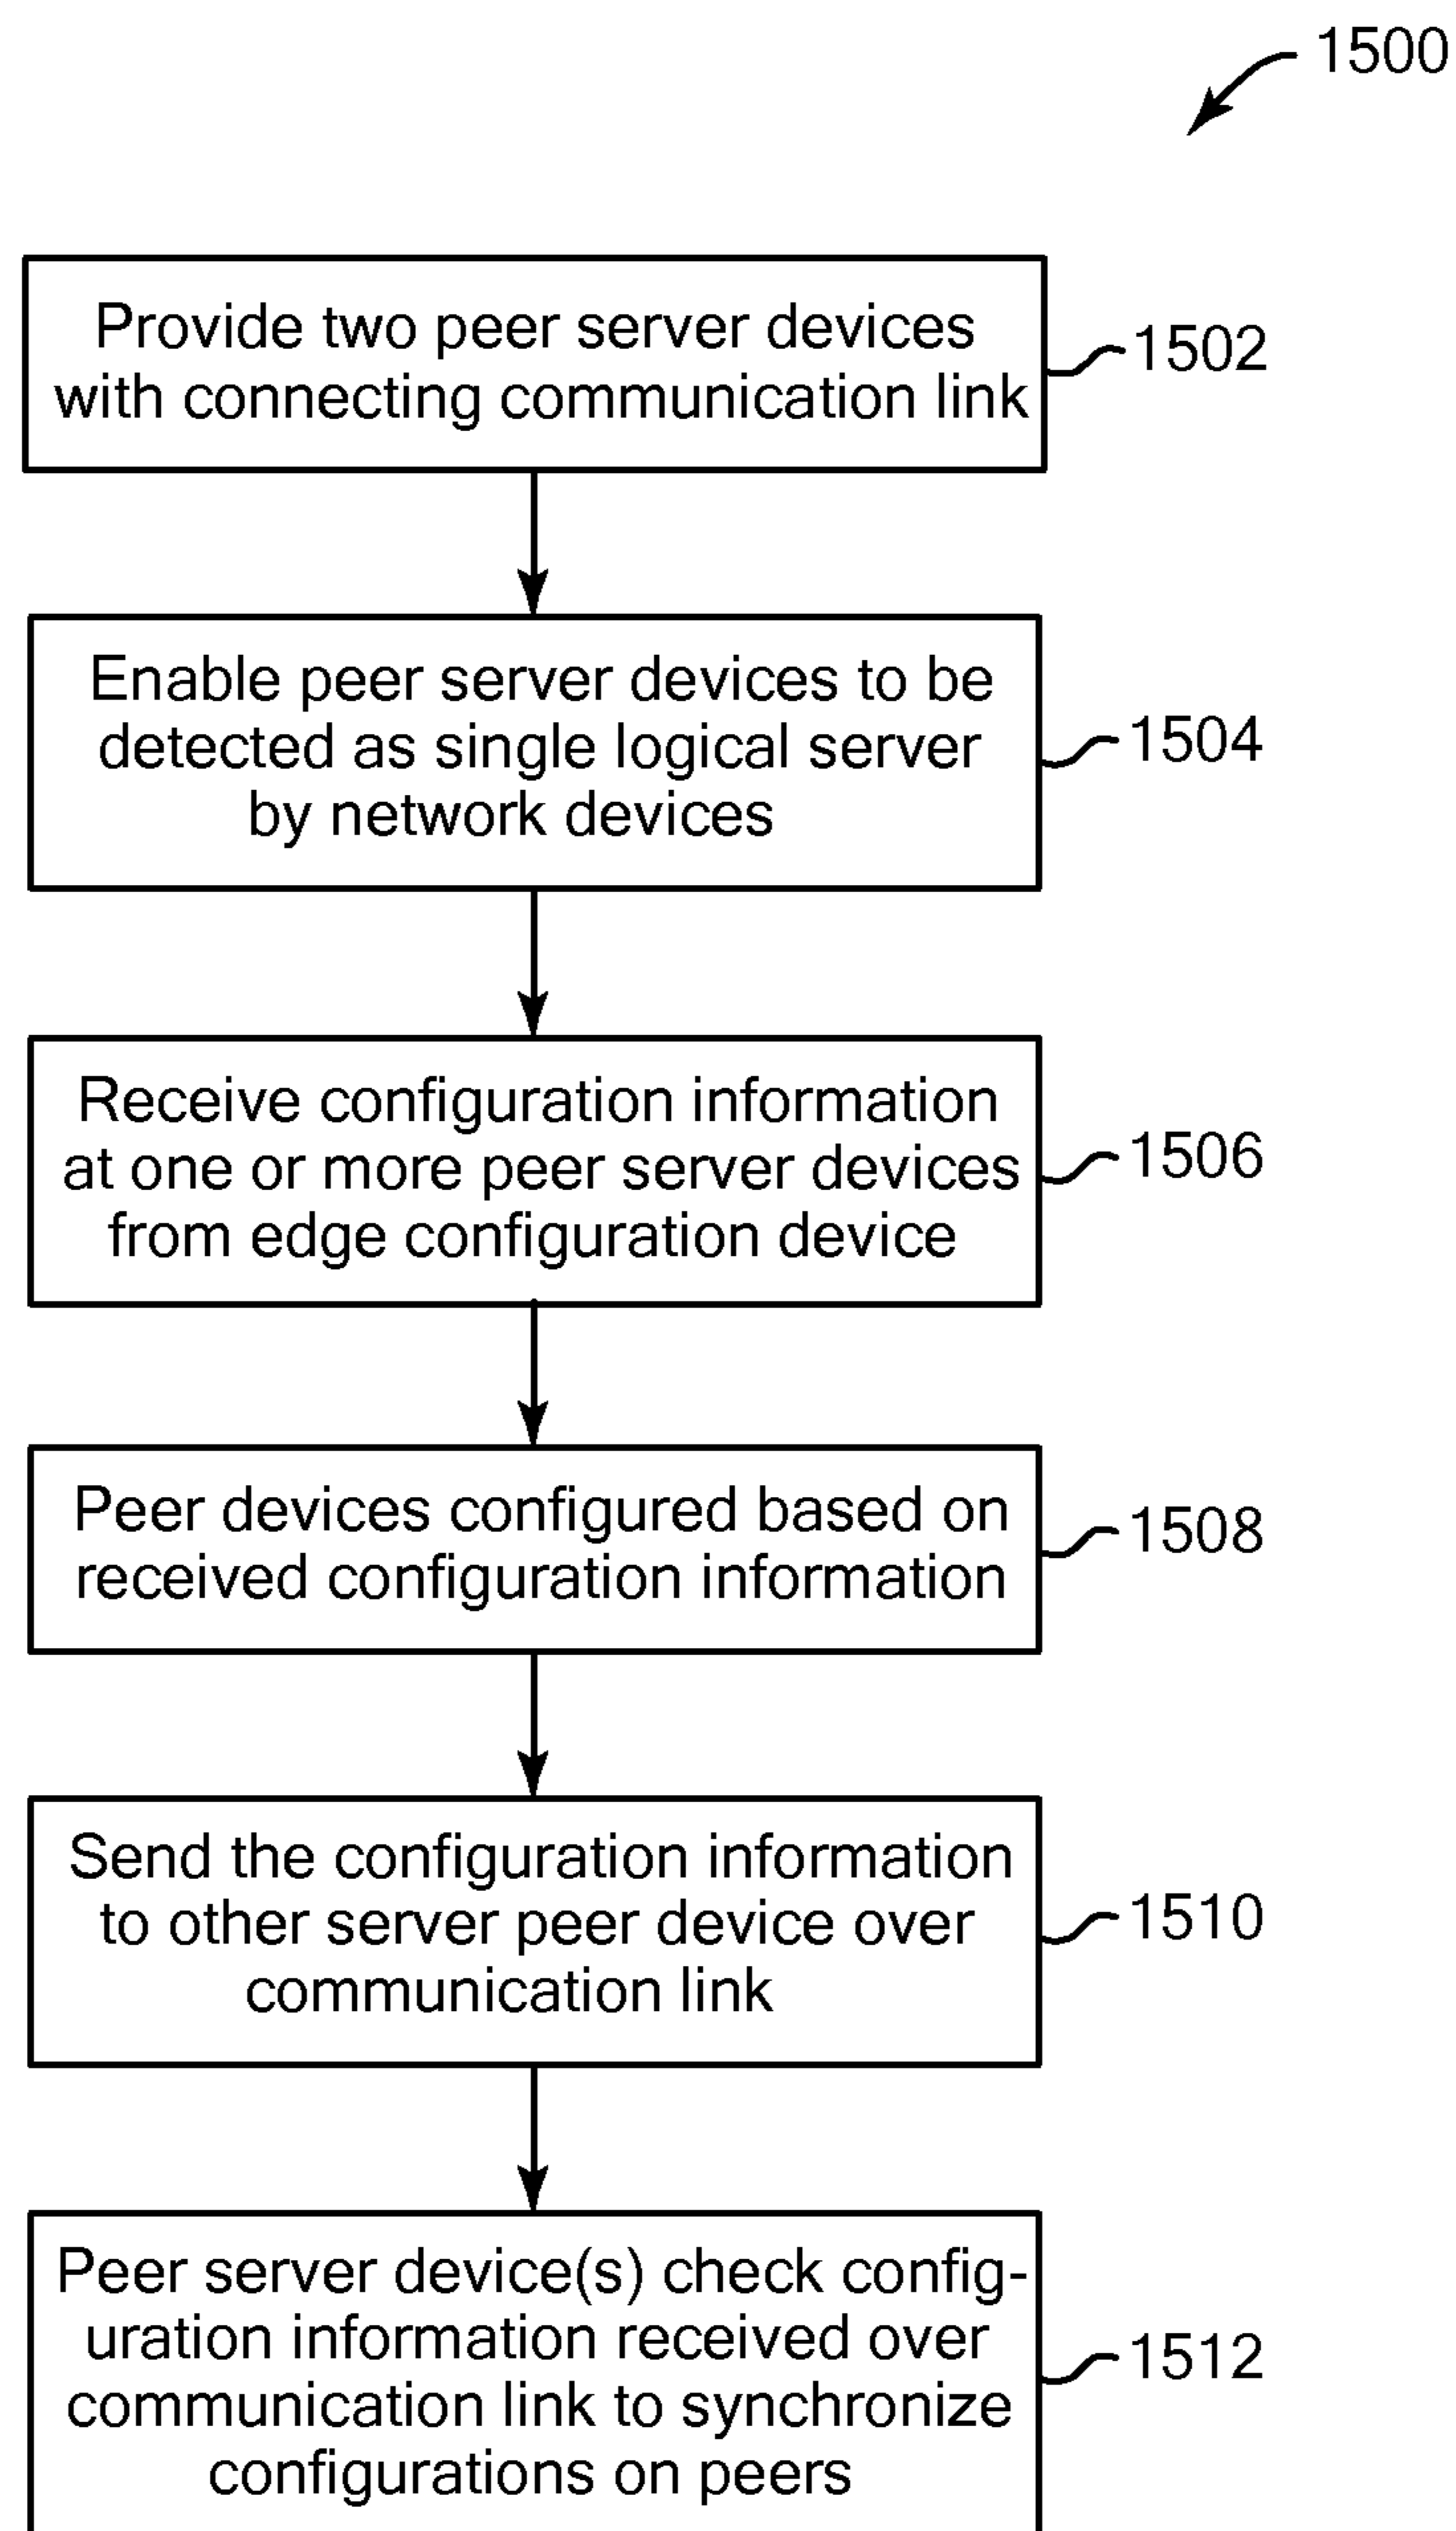 1500
Provide two peer server devices
with connecting communication link
1502
Enable peer server devices to be
detected as single logical server
by network devices
1504
Receive configuration information
at one or more peer server devices
from edge configuration device
1506
Peer devices configured based on
received configuration information
1508
Send the configuration information
to other server peer device over
communication link
1510
Peer server device(s) check config-
uration information received over
communication link to synchronize
configurations on peers
1512